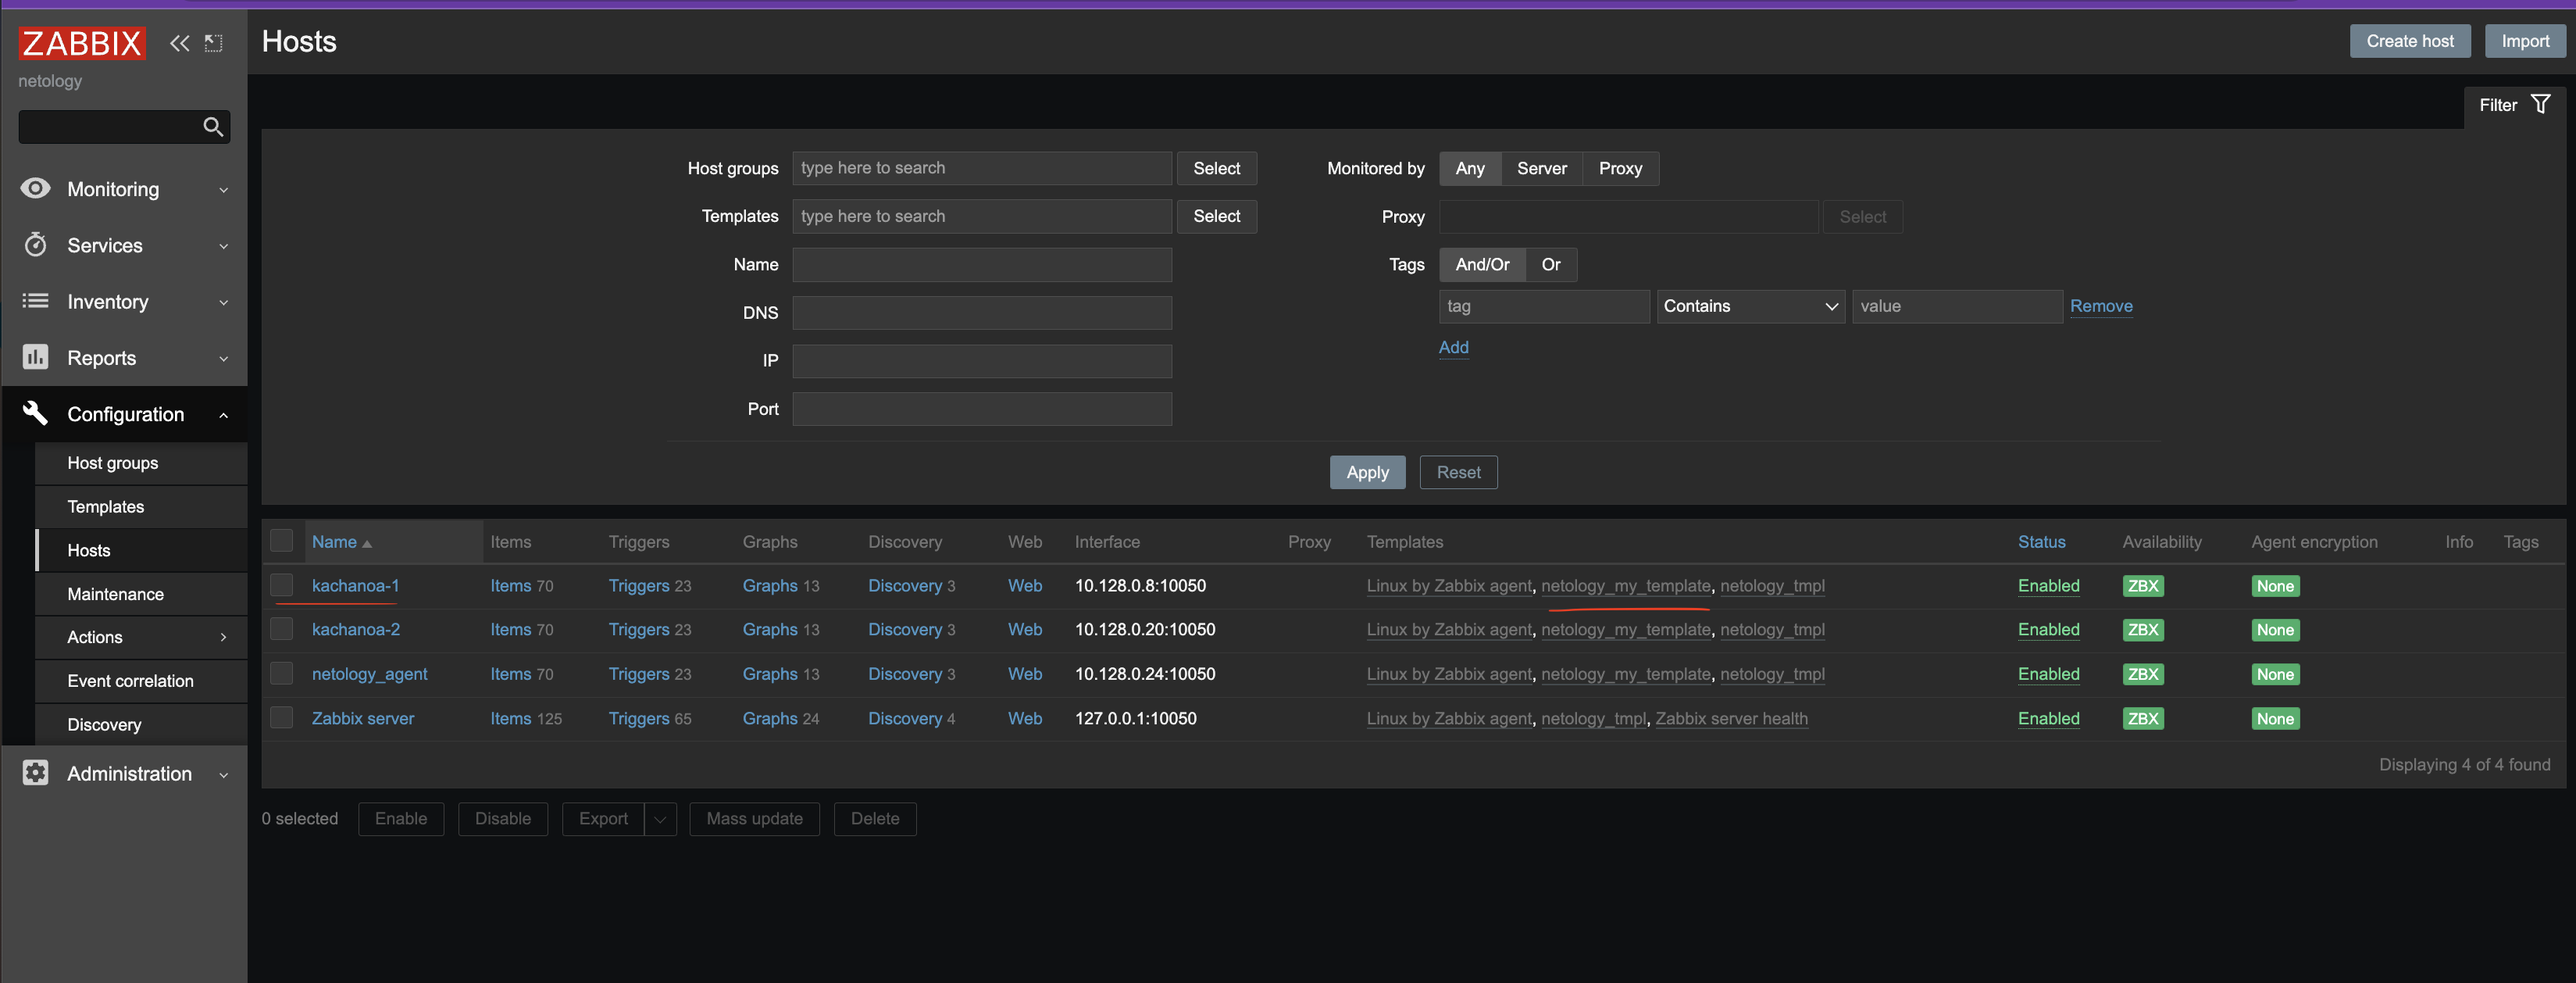 ZABBIX
netology
Hosts
Create host
Import
Filter
Monitoring
Services
Inventory
Reports
Configuration
Host groups
Templates
Hosts
Maintenance
Actions
Event correlation
Discovery
Administration
Host groups type here to search Select
Templates type here to search Select
Name
DNS
IP
Port
Monitored by Any Server Proxy
Proxy Select
Tags And/Or Or
tag Contains value Remove
Add
Apply Reset
Name Items Triggers Graphs Discovery Web Interface Proxy Templates Status Availability Agent encryption Info Tags
kachanoa-1 Items 70 Triggers 23 Graphs 13 Discovery 3 Web 10.128.0.8:10050 Linux by Zabbix agent, netology_my_template, netology_tmpl Enabled ZBX None
kachanoa-2 Items 70 Triggers 23 Graphs 13 Discovery 3 Web 10.128.0.20:10050 Linux by Zabbix agent, netology_my_template, netology_tmpl Enabled ZBX None
netology_agent Items 70 Triggers 23 Graphs 13 Discovery 3 Web 10.128.0.24:10050 Linux by Zabbix agent, netology_my_template, netology_tmpl Enabled ZBX None
Zabbix server Items 125 Triggers 65 Graphs 24 Discovery 4 Web 127.0.0.1:10050 Linux by Zabbix agent, netology_tmpl, Zabbix server health Enabled ZBX None
Displaying 4 of 4 found
0 selected Enable Disable Export Mass update Delete